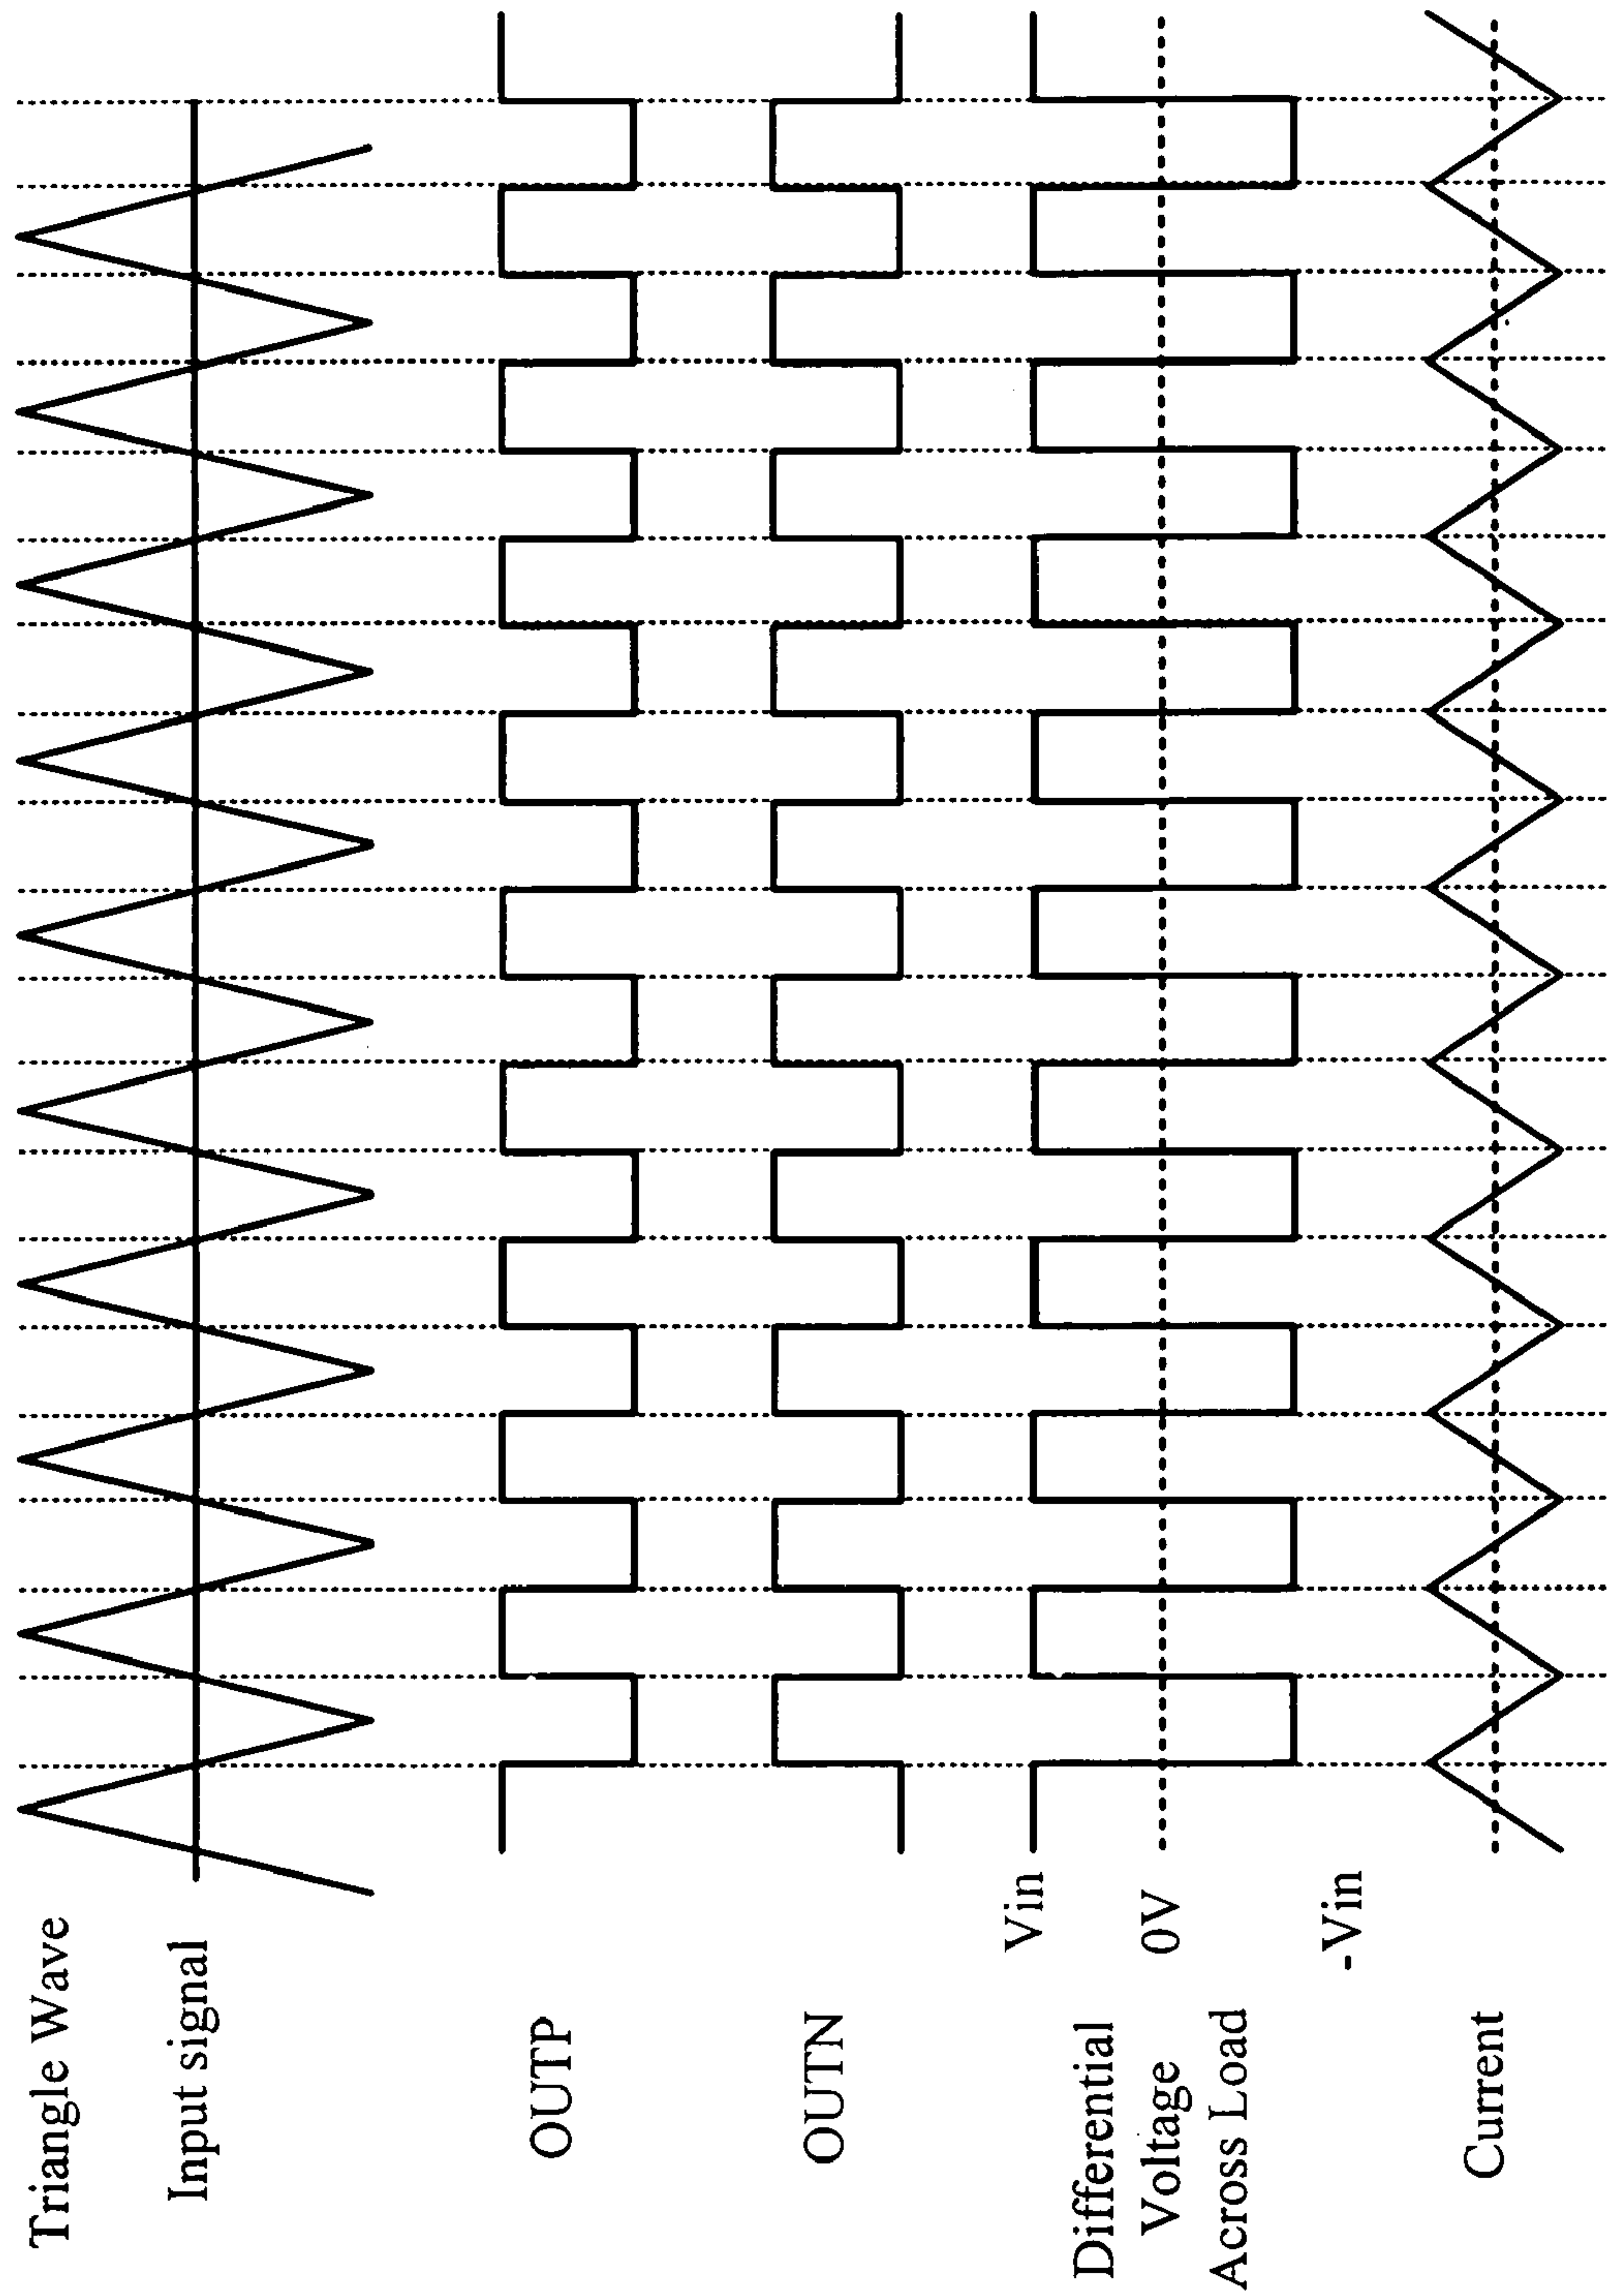 Triangle Wave
Input signal
OUTP
OUTN
Vin
0V
-Vin
Differential
Voltage
Across Load
Current